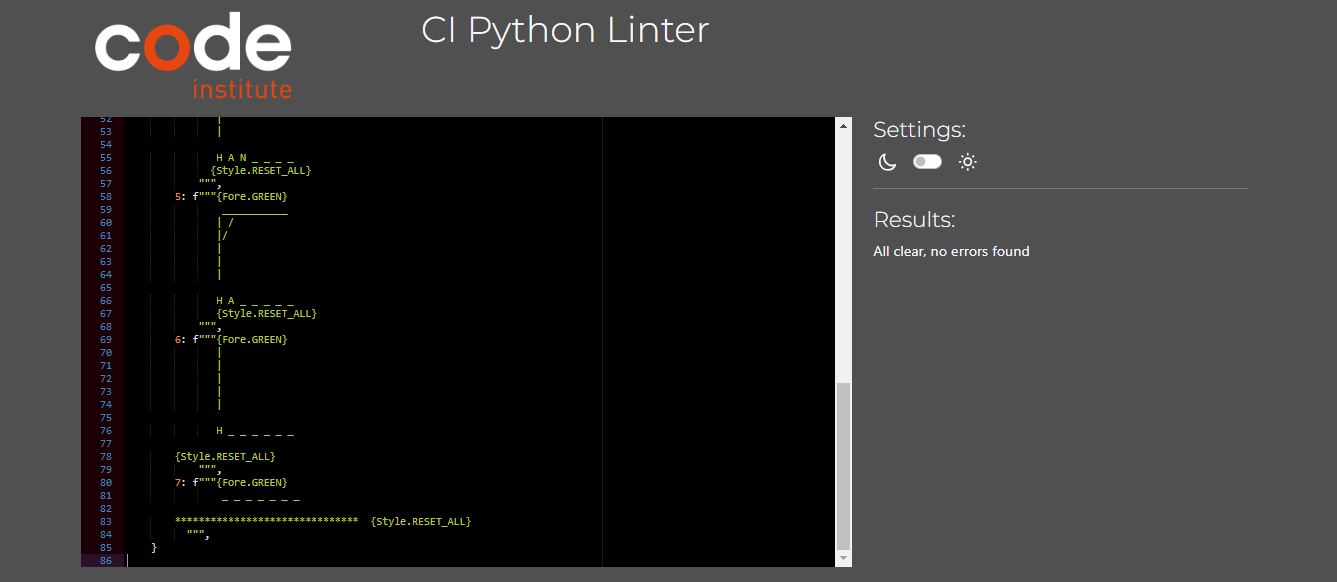 code
institute
CI Python Linter
52 |
53 |
54
55 H A N _ _ _ _
56 {Style.RESET_ALL}
57 """,
58 5: f"""{Fore.GREEN}
59 ___________
60 | /
61 |/
62 |
63 |
64 |
65
66 H A _ _ _ _ _
67 {Style.RESET_ALL}
68 """,
69 6: f"""{Fore.GREEN}
70 |
71 |
72 |
73 |
74 |
75
76 H _ _ _ _ _ _
77
78 {Style.RESET_ALL}
79 """,
80 7: f"""{Fore.GREEN}
81 _ _ _ _ _ _ _
82
83 ******************************* {Style.RESET_ALL}
84 """,
85 }
86
Settings:
Results:
All clear, no errors found